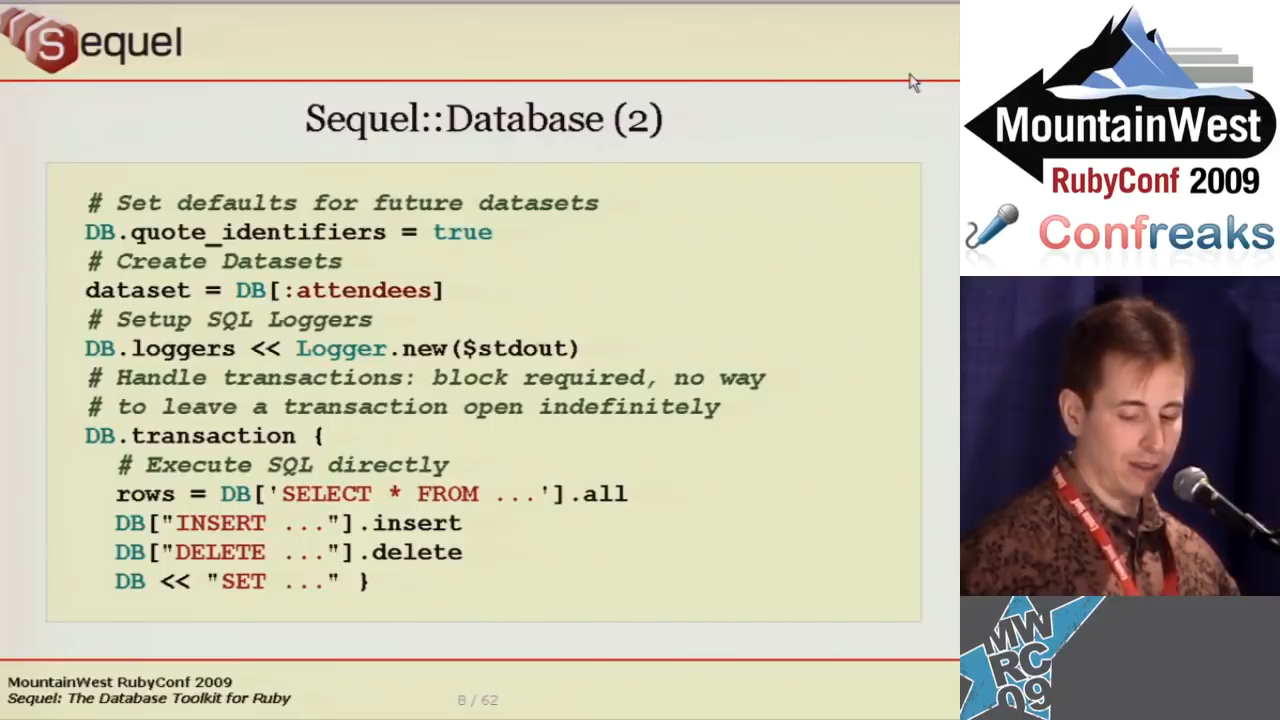 Sequel
Sequel::Database (2)
# Set defaults for future datasets
DB.quote_identifiers = true
# Create Datasets
dataset = DB[:attendees]
# Setup SQL Loggers
DB.loggers << Logger.new($stdout)
# Handle transactions: block required, no way
# to leave a transaction open indefinitely
DB.transaction {
# Execute SQL directly
rows = DB['SELECT * FROM ...'].all
DB["INSERT ..."].insert
DB["DELETE ..."].delete
DB << "SET ..." }
MountainWest RubyConf 2009
Sequel: The Database Toolkit for Ruby
8 / 62
MountainWest
RubyConf 2009
Confreaks
MW
RC
09